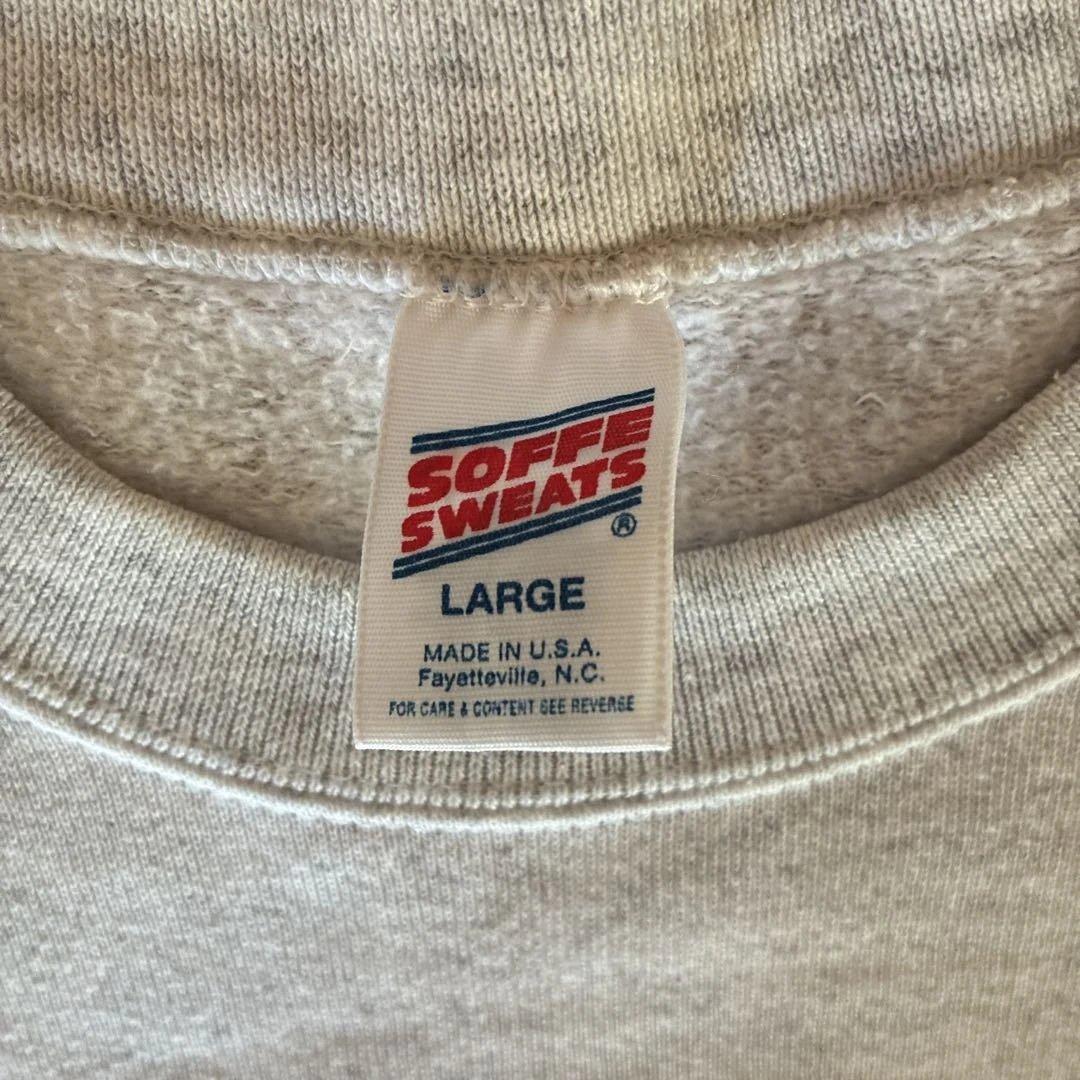 SOFFE
SWEATS
®
LARGE
MADE IN U.S.A.
Fayetteville, N.C.
FOR CARE & CONTENT SEE REVERSE